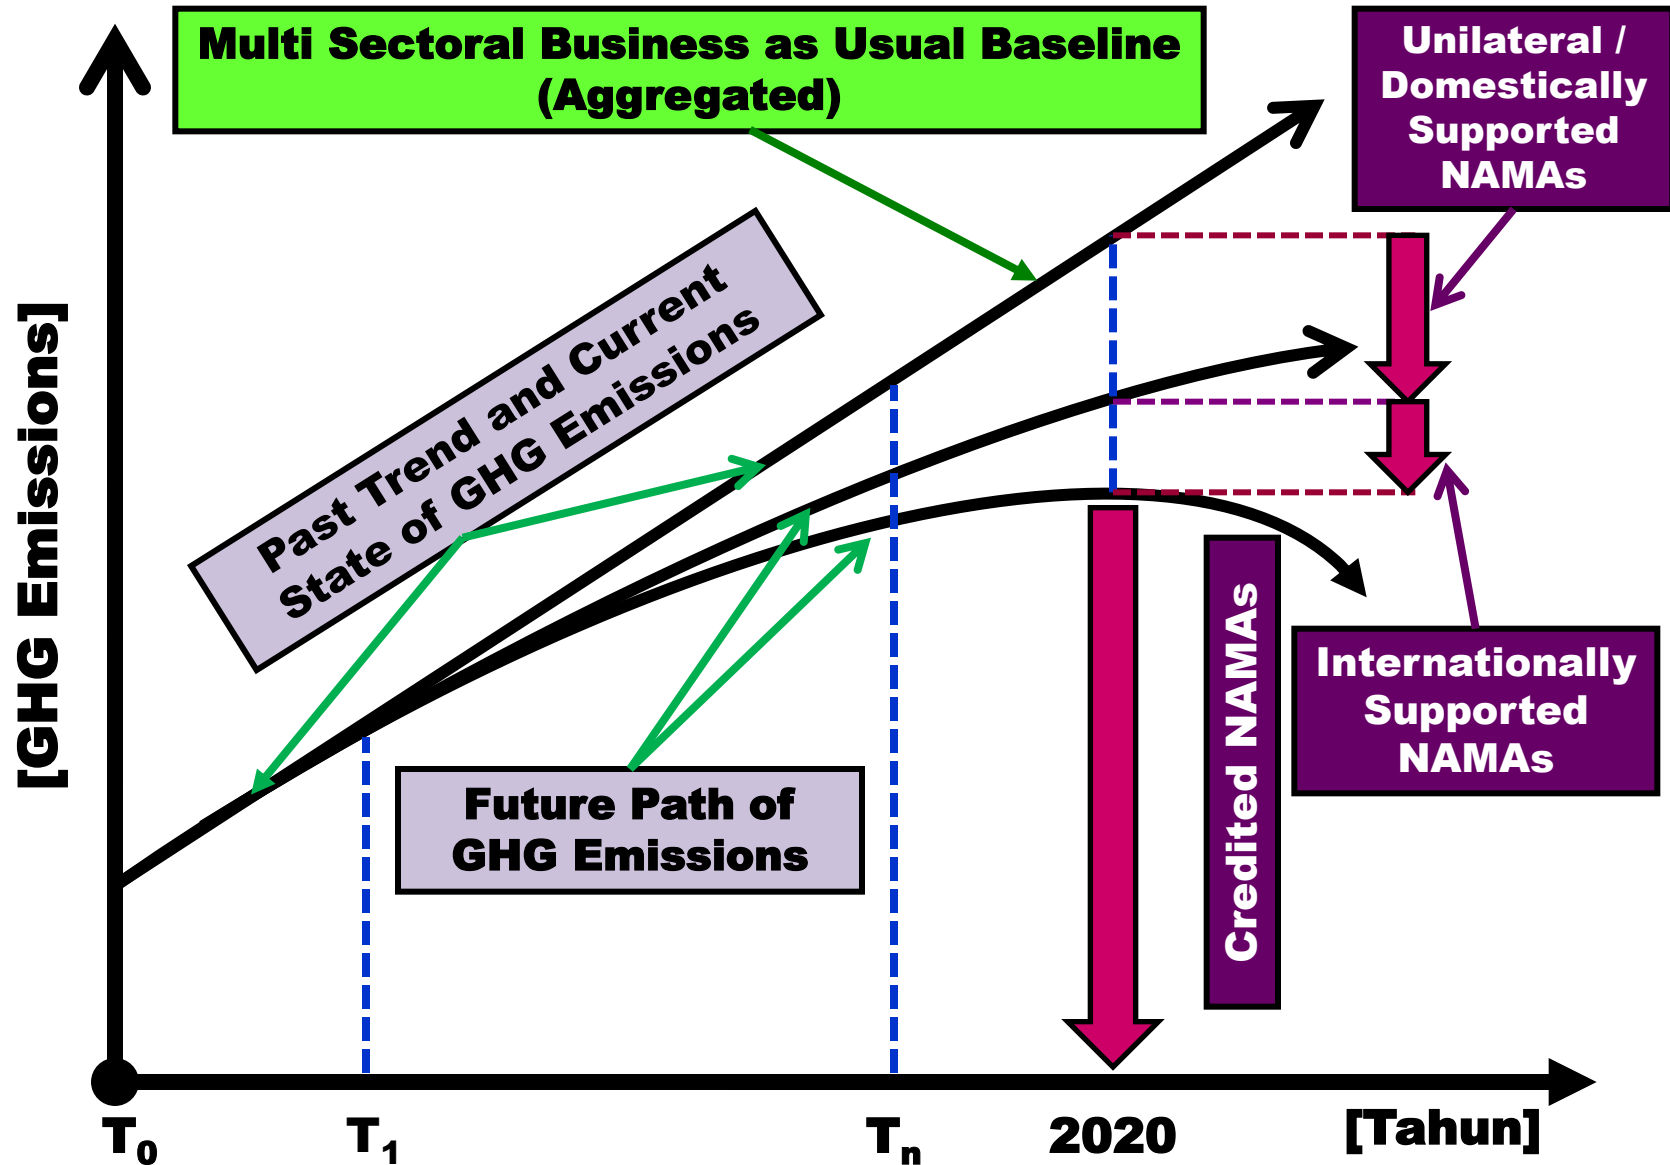 Multi Sectoral Business as Usual Baseline
(Aggregated)
Unilateral /
Domestically
Supported
NAMAs
[GHG Emissions]
Past Trend and Current
State of GHG Emissions
Future Path of
GHG Emissions
Credited NAMAs
Internationally
Supported
NAMAs
T0
T1
Tn
2020
[Tahun]